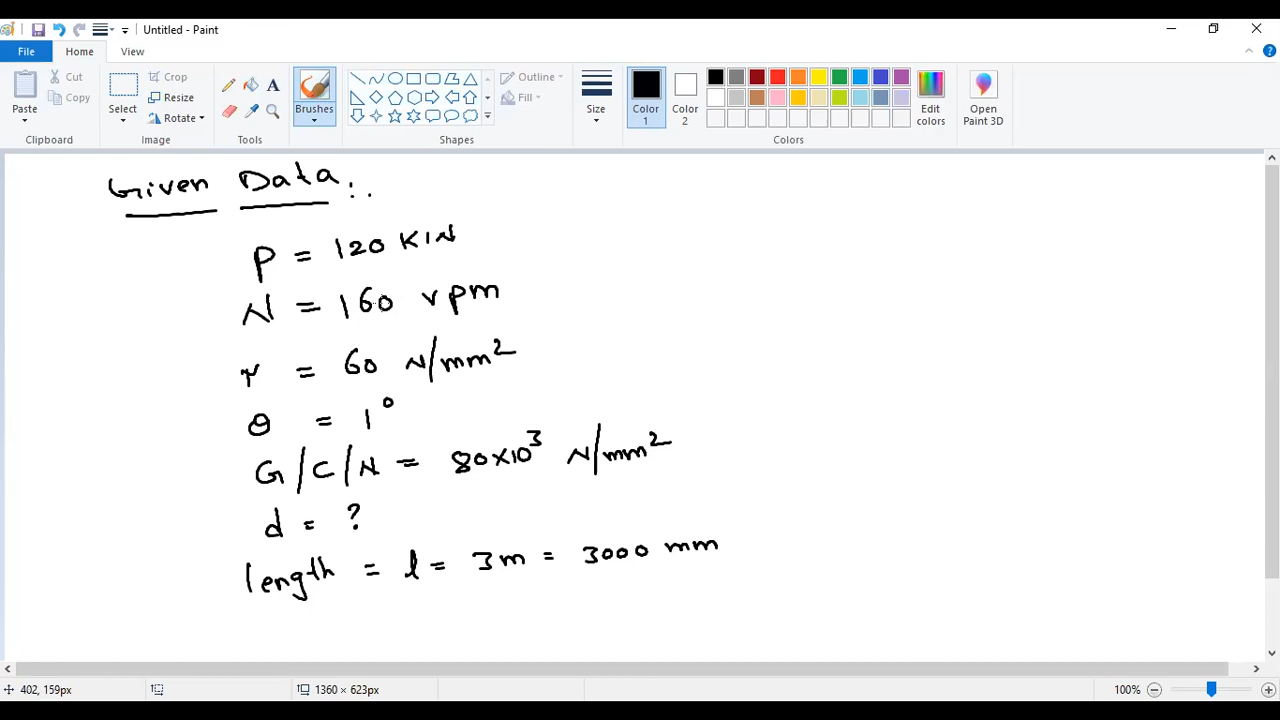 Untitled - Paint
File Home View
Paste Cut Copy Select Crop Resize Rotate A Brushes Outline Fill Size Color 1 Color 2 Edit colors Open Paint 3D
Clipboard Image Tools Shapes Colors
Given Data :.
P = 120 KIN
N = 160 rpm
τ = 60 N/mm²
θ = 1°
G/C/N = 80×10³ N/mm²
d = ?
length = l = 3m = 3000 mm
402, 159px 1360 × 623px 100%